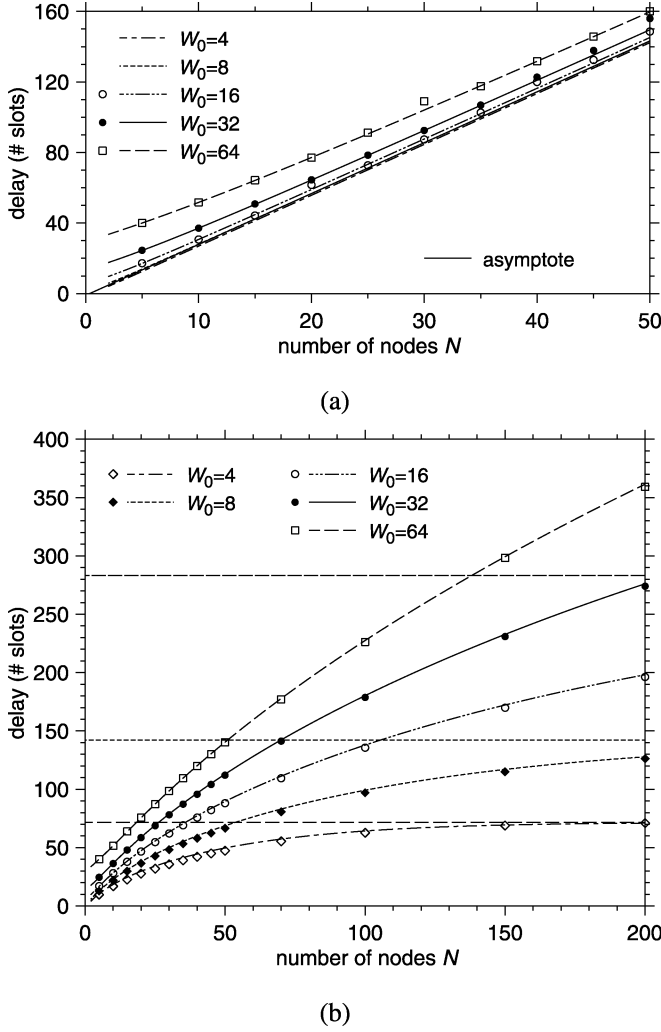 160
120
80
40
0
delay (# slots)
W0=4
W0=8
W0=16
W0=32
W0=64
asymptote
0 10 20 30 40 50
number of nodes N
(a)
400
350
300
250
200
150
100
50
0
delay (# slots)
W0=4 W0=16
W0=8 W0=32
W0=64
0 50 100 150 200
number of nodes N
(b)